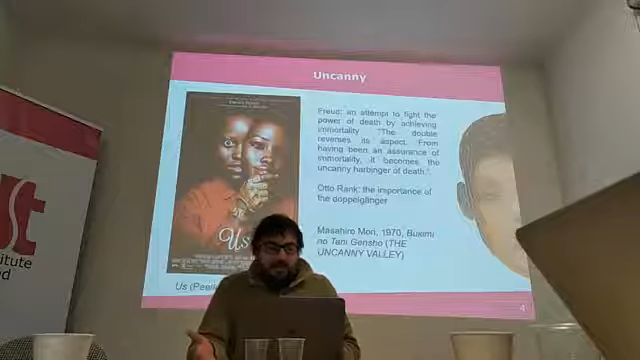 Uncanny
Freud: an attempt to fight the
power of death by achieving
immortality "The double
reverses its aspect. From
having been an assurance of
immortality, it becomes the
uncanny harbinger of death.".
Otto Rank: the importance of
the doppelgänger
Masahiro Mori, 1970, Bukimi
no Tani Gensho (THE
UNCANNY VALLEY)
Us
Us (Peele
4
st
itute
d